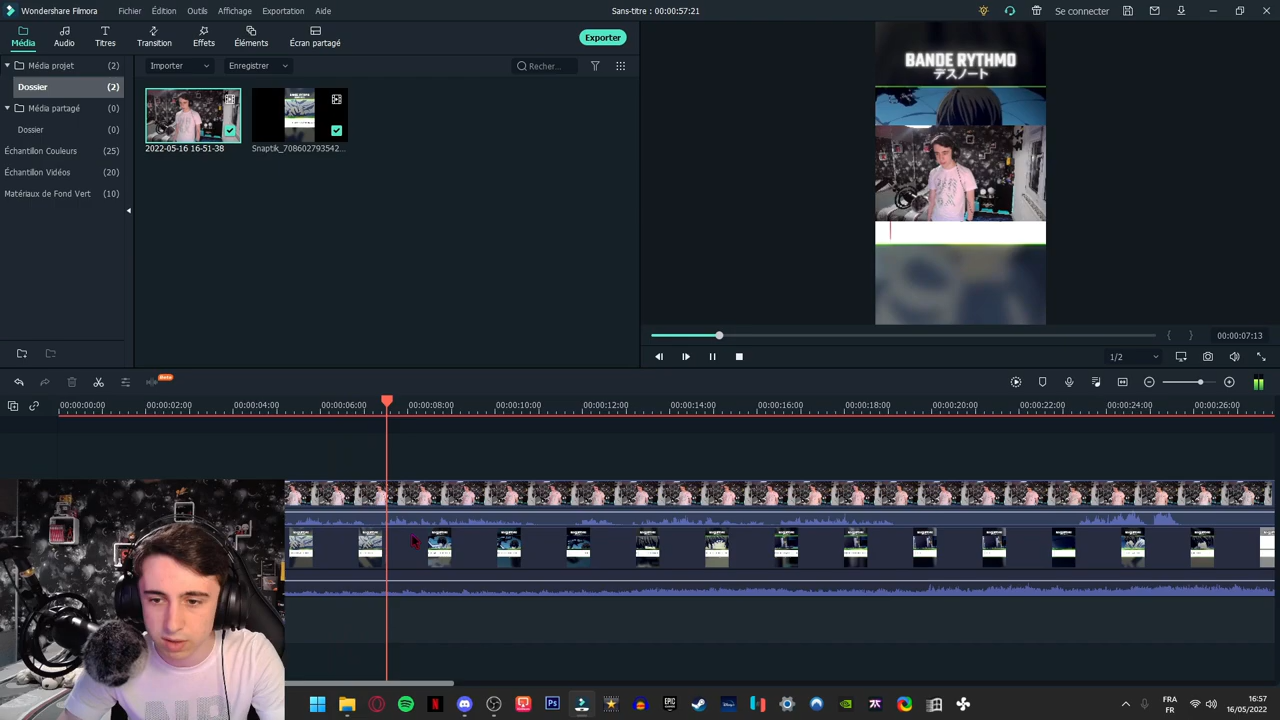 Wondershare Filmora
Fichier
Édition
Outils
Affichage
Exportation
Aide
Sans-titre : 00:00:57:21
Se connecter
Média
Audio
Titres
Transition
Effets
Éléments
Écran partagé
Exporter
Média projet (2)
Dossier (2)
Média partagé (0)
Dossier (0)
Échantillon Couleurs (25)
Échantillon Vidéos (20)
Matériaux de Fond Vert (10)
Importer
Enregistrer
Recher...
2022-05-16 16-51-38
Snaptik_708602793542...
BANDE RYTHMO
デスノート
00:00:07:13
1/2
Beta
00:00:00:00
00:00:02:00
00:00:04:00
00:00:06:00
00:00:08:00
00:00:10:00
00:00:12:00
00:00:14:00
00:00:16:00
00:00:18:00
00:00:20:00
00:00:22:00
00:00:24:00
00:00:26:00
Ps
EPIC
FRA
FR
16:57
16/05/2022